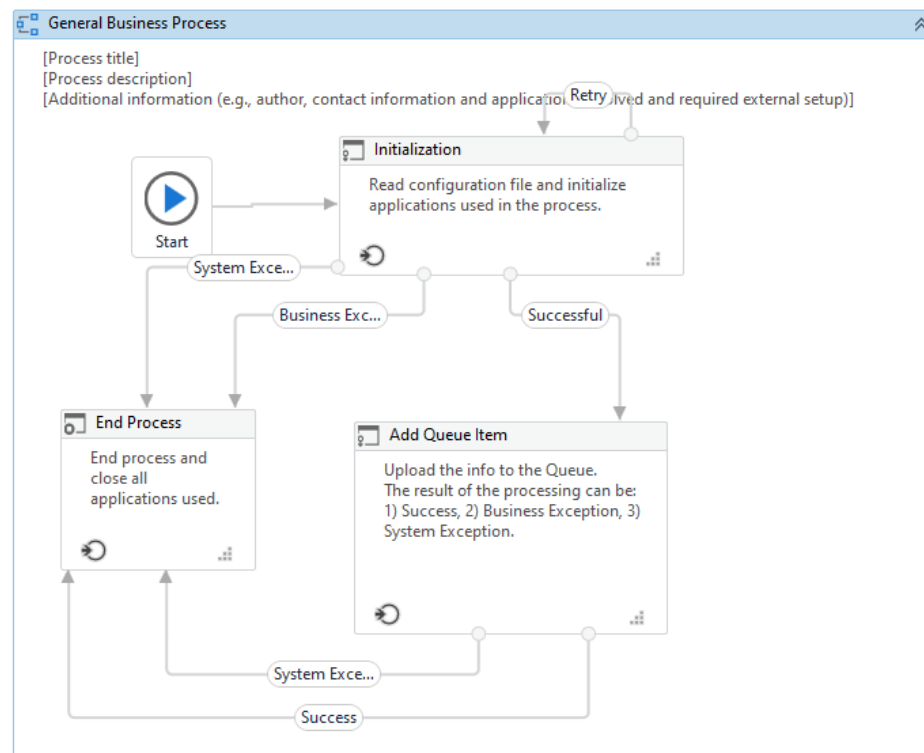 General Business Process
[Process title]
[Process description]
[Additional information (e.g., author, contact information and application Retry lved and required external setup)]
Initialization
Read configuration file and initialize
applications used in the process.
Start
System Exce...
Business Exc...
Successful
End Process
End process and
close all
applications used.
Add Queue Item
Upload the info to the Queue.
The result of the processing can be:
1) Success, 2) Business Exception, 3)
System Exception.
System Exce...
Success